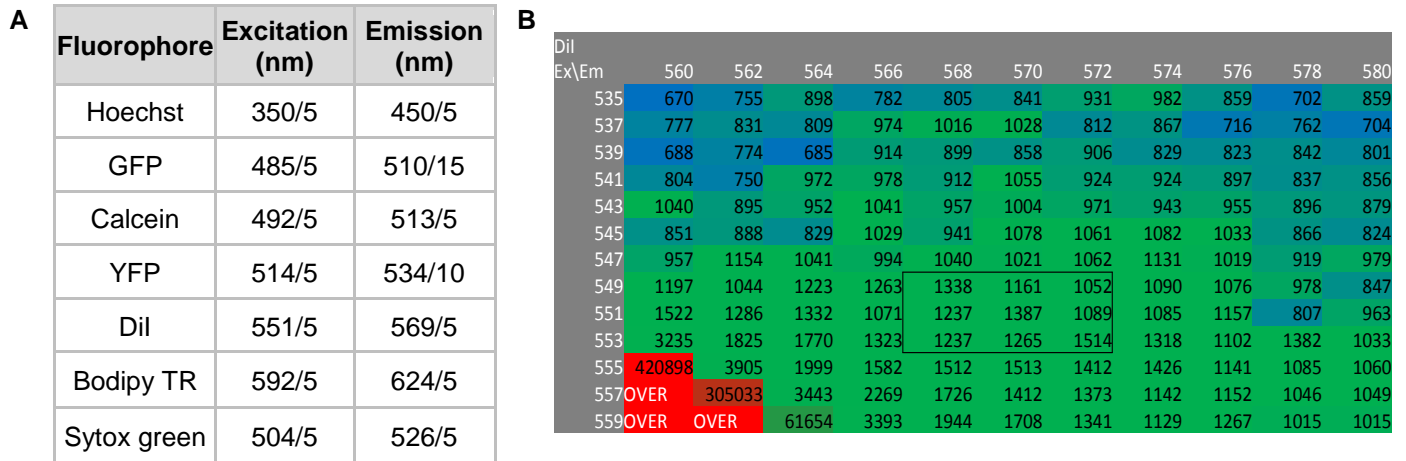 A
Fluorophore Excitation (nm) Emission (nm)
Hoechst 350/5 450/5
GFP 485/5 510/15
Calcein 492/5 513/5
YFP 514/5 534/10
DiI 551/5 569/5
Bodipy TR 592/5 624/5
Sytox green 504/5 526/5
B
DiI
Ex\Em 560 562 564 566 568 570 572 574 576 578 580
535 670 755 898 782 805 841 931 982 859 702 859
537 777 831 809 974 1016 1028 812 867 716 762 704
539 688 774 685 914 899 858 906 829 823 842 801
541 804 750 972 978 912 1055 924 924 897 837 856
543 1040 895 952 1041 957 1004 971 943 955 896 879
545 851 888 829 1029 941 1078 1061 1082 1033 866 824
547 957 1154 1041 994 1040 1021 1062 1131 1019 919 979
549 1197 1044 1223 1263 1338 1161 1052 1090 1076 978 847
551 1522 1286 1332 1071 1237 1387 1089 1085 1157 807 963
553 3235 1825 1770 1323 1237 1265 1514 1318 1102 1382 1033
555 420898 3905 1999 1582 1512 1513 1412 1426 1141 1085 1060
557 OVER 305033 3443 2269 1726 1412 1373 1142 1152 1046 1049
559 OVER OVER 61654 3393 1944 1708 1341 1129 1267 1015 1015